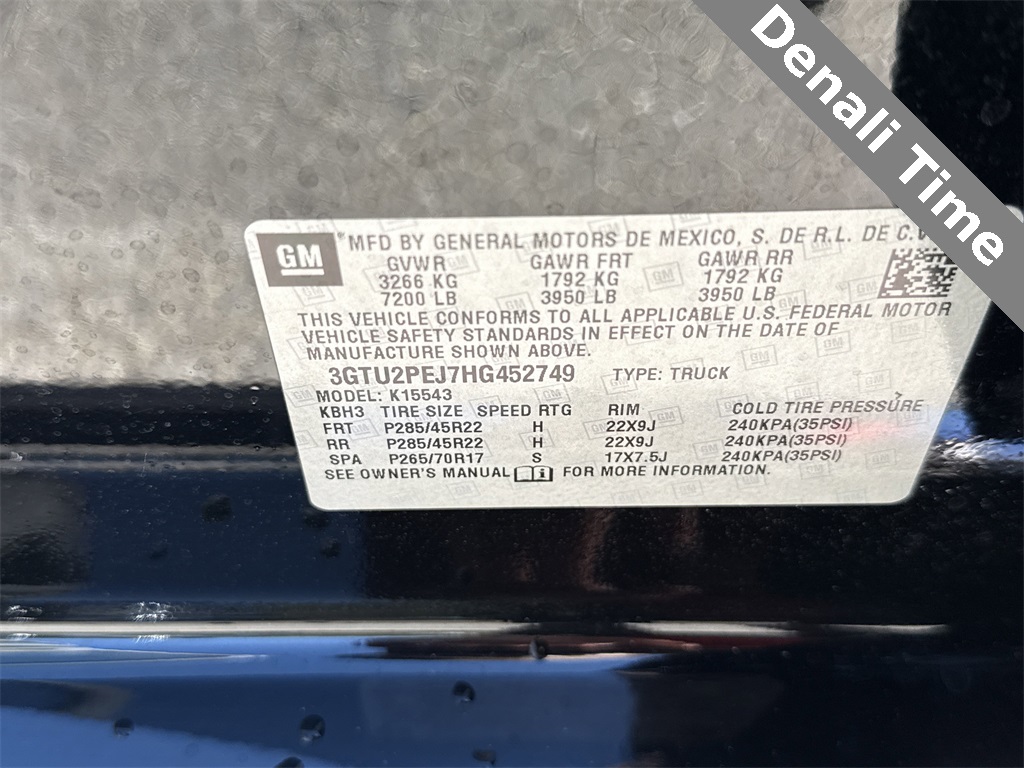 Denali Time
GM
MFD BY GENERAL MOTORS DE MEXICO, S. DE R.L. DE C.V.
GVWR GAWR FRT GAWR RR
3266 KG 1792 KG 1792 KG
7200 LB 3950 LB 3950 LB
THIS VEHICLE CONFORMS TO ALL APPLICABLE U.S. FEDERAL MOTOR
VEHICLE SAFETY STANDARDS IN EFFECT ON THE DATE OF
MANUFACTURE SHOWN ABOVE.
3GTU2PEJ7HG452749 TYPE: TRUCK
MODEL: K15543
KBH3 TIRE SIZE SPEED RTG RIM COLD TIRE PRESSURE
FRT P285/45R22 H 22X9J 240KPA(35PSI)
RR P285/45R22 H 22X9J 240KPA(35PSI)
SPA P265/70R17 S 17X7.5J 240KPA(35PSI)
SEE OWNER'S MANUAL FOR MORE INFORMATION.